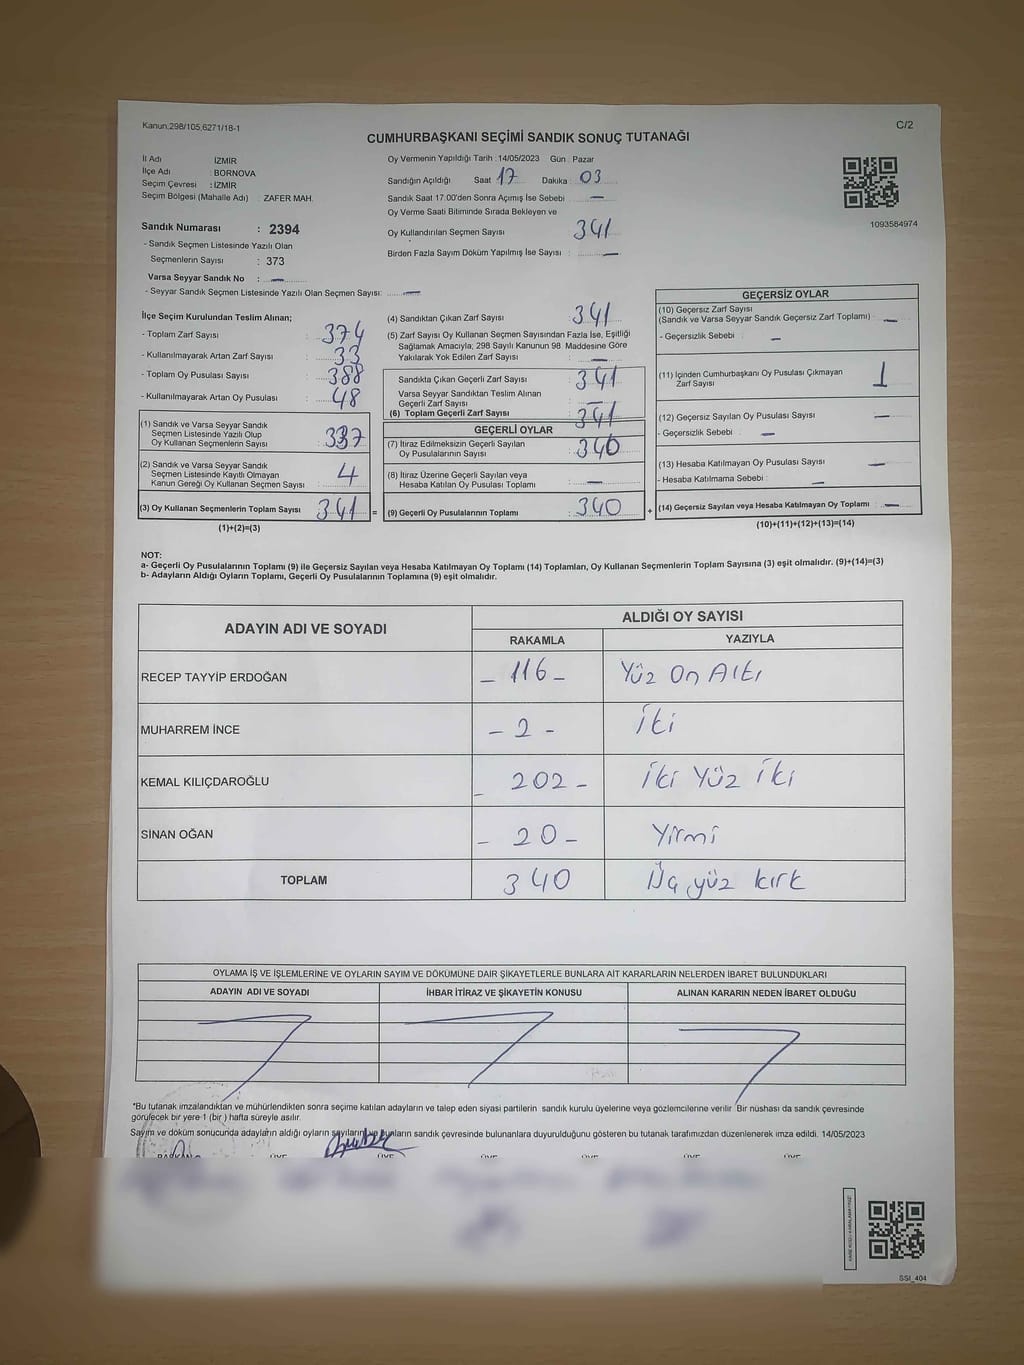 Kanun:298/105,6271/18-1
C/2
CUMHURBAŞKANI SEÇİMİ SANDIK SONUÇ TUTANAĞI
İl Adı : İZMİR
İlçe Adı : BORNOVA
Seçim Çevresi : İZMİR
Seçim Bölgesi (Mahalle Adı) : ZAFER MAH.
Sandık Numarası : 2394
- Sandık Seçmen Listesinde Yazılı Olan
Seçmenlerin Sayısı : 373
Varsa Seyyar Sandık No : —
- Seyyar Sandık Seçmen Listesinde Yazılı Olan Seçmen Sayısı: —
Oy Vermenin Yapıldığı Tarih :14/05/2023 Gün : Pazar
Sandığın Açıldığı Saat 17 Dakika : 03
Sandık Saat 17:00'den Sonra Açımış İse Sebebi —
Oy Verme Saati Bitiminde Sırada Bekleyen ve
Oy Kullandırılan Seçmen Sayısı 341
Birden Fazla Sayım Döküm Yapılmış İse Sayısı : —
1093584974
İlçe Seçim Kurulundan Teslim Alınan;
- Toplam Zarf Sayısı : 374
- Kullanılmayarak Artan Zarf Sayısı : 33
- Toplam Oy Pusulası Sayısı : 388
- Kullanılmayarak Artan Oy Pusulası : 48
(1) Sandık ve Varsa Seyyar Sandık
Seçmen Listesinde Yazılı Olup
Oy Kullanan Seçmenlerin Sayısı : 337
(2) Sandık ve Varsa Seyyar Sandık
Seçmen Listesinde Kayıtlı Olmayan
Kanun Gereği Oy Kullanan Seçmen Sayısı : 4
(3) Oy Kullanan Seçmenlerin Toplam Sayısı : 341 =
(1)+(2)=(3)
(4) Sandıktan Çıkan Zarf Sayısı : 341
(5) Zarf Sayısı Oy Kullanan Seçmen Sayısından Fazla İse, Eşitliği
Sağlamak Amacıyla; 298 Sayılı Kanunun 98. Maddesine Göre
Yakılarak Yok Edilen Zarf Sayısı : —
Sandıkta Çıkan Geçerli Zarf Sayısı : 341
Varsa Seyyar Sandıktan Teslim Alınan
Geçerli Zarf Sayısı : —
(6) Toplam Geçerli Zarf Sayısı : 341
GEÇERLİ OYLAR
(7) İtiraz Edilmeksizin Geçerli Sayılan
Oy Pusulalarının Sayısı : 340
(8) İtiraz Üzerine Geçerli Sayılan veya
Hesaba Katılan Oy Pusulası Toplamı : —
(9) Geçerli Oy Pusulalarının Toplamı : 340 +
GEÇERSİZ OYLAR
(10) Geçersiz Zarf Sayısı
(Sandık ve Varsa Seyyar Sandık Geçersiz Zarf Toplamı) : —
- Geçersizlik Sebebi : —
(11) İçinden Cumhurbaşkanı Oy Pusulası Çıkmayan
Zarf Sayısı : 1
(12) Geçersiz Sayılan Oy Pusulası Sayısı : —
- Geçersizlik Sebebi : —
(13) Hesaba Katılmayan Oy Pusulası Sayısı : —
- Hesaba Katılmama Sebebi : —
(14) Geçersiz Sayılan veya Hesaba Katılmayan Oy Toplamı : —
(10)+(11)+(12)+(13)=(14)
NOT:
a- Geçerli Oy Pusulalarının Toplamı (9) ile Geçersiz Sayılan veya Hesaba Katılmayan Oy Toplamı (14) Toplamları, Oy Kullanan Seçmenlerin Toplam Sayısına (3) eşit olmalıdır. (9)+(14)=(3)
b- Adayların Aldığı Oyların Toplamı, Geçerli Oy Pusulalarının Toplamına (9) eşit olmalıdır.
ADAYIN ADI VE SOYADI
ALDIĞI OY SAYISI
RAKAMLA YAZIYLA
RECEP TAYYİP ERDOĞAN – 116 – Yüz On Altı
MUHARREM İNCE – 2 – İki
KEMAL KILIÇDAROĞLU – 202 – İki Yüz İki
SİNAN OĞAN – 20 – Yirmi
TOPLAM 340 Üç yüz kırk
OYLAMA İŞ VE İŞLEMLERİNE VE OYLARIN SAYIM VE DÖKÜMÜNE DAİR ŞİKAYETLERLE BUNLARA AİT KARARLARIN NELERDEN İBARET BULUNDUKLARI
ADAYIN ADI VE SOYADI İHBAR İTİRAZ VE ŞİKAYETİN KONUSU ALINAN KARARIN NEDEN İBARET OLDUĞU
*Bu tutanak imzalandıktan ve mühürlendikten sonra seçime katılan adayların ve talep eden siyasi partilerin sandık kurulu üyelerine veya gözlemcilerine verilir. Bir nüshası da sandık çevresinde
görülecek bir yere 1 (bir) hafta süreyle asılır.
Sayım ve döküm sonucunda adayların aldığı oyların sayılarını ve bunların sandık çevresinde bulunanlara duyurulduğunu gösteren bu tutanak tarafımızdan düzenlenerek imza edildi. 14/05/2023
BAŞKAN ÜYE ÜYE ÜYE ÜYE ÜYE ÜYE
SSI_404